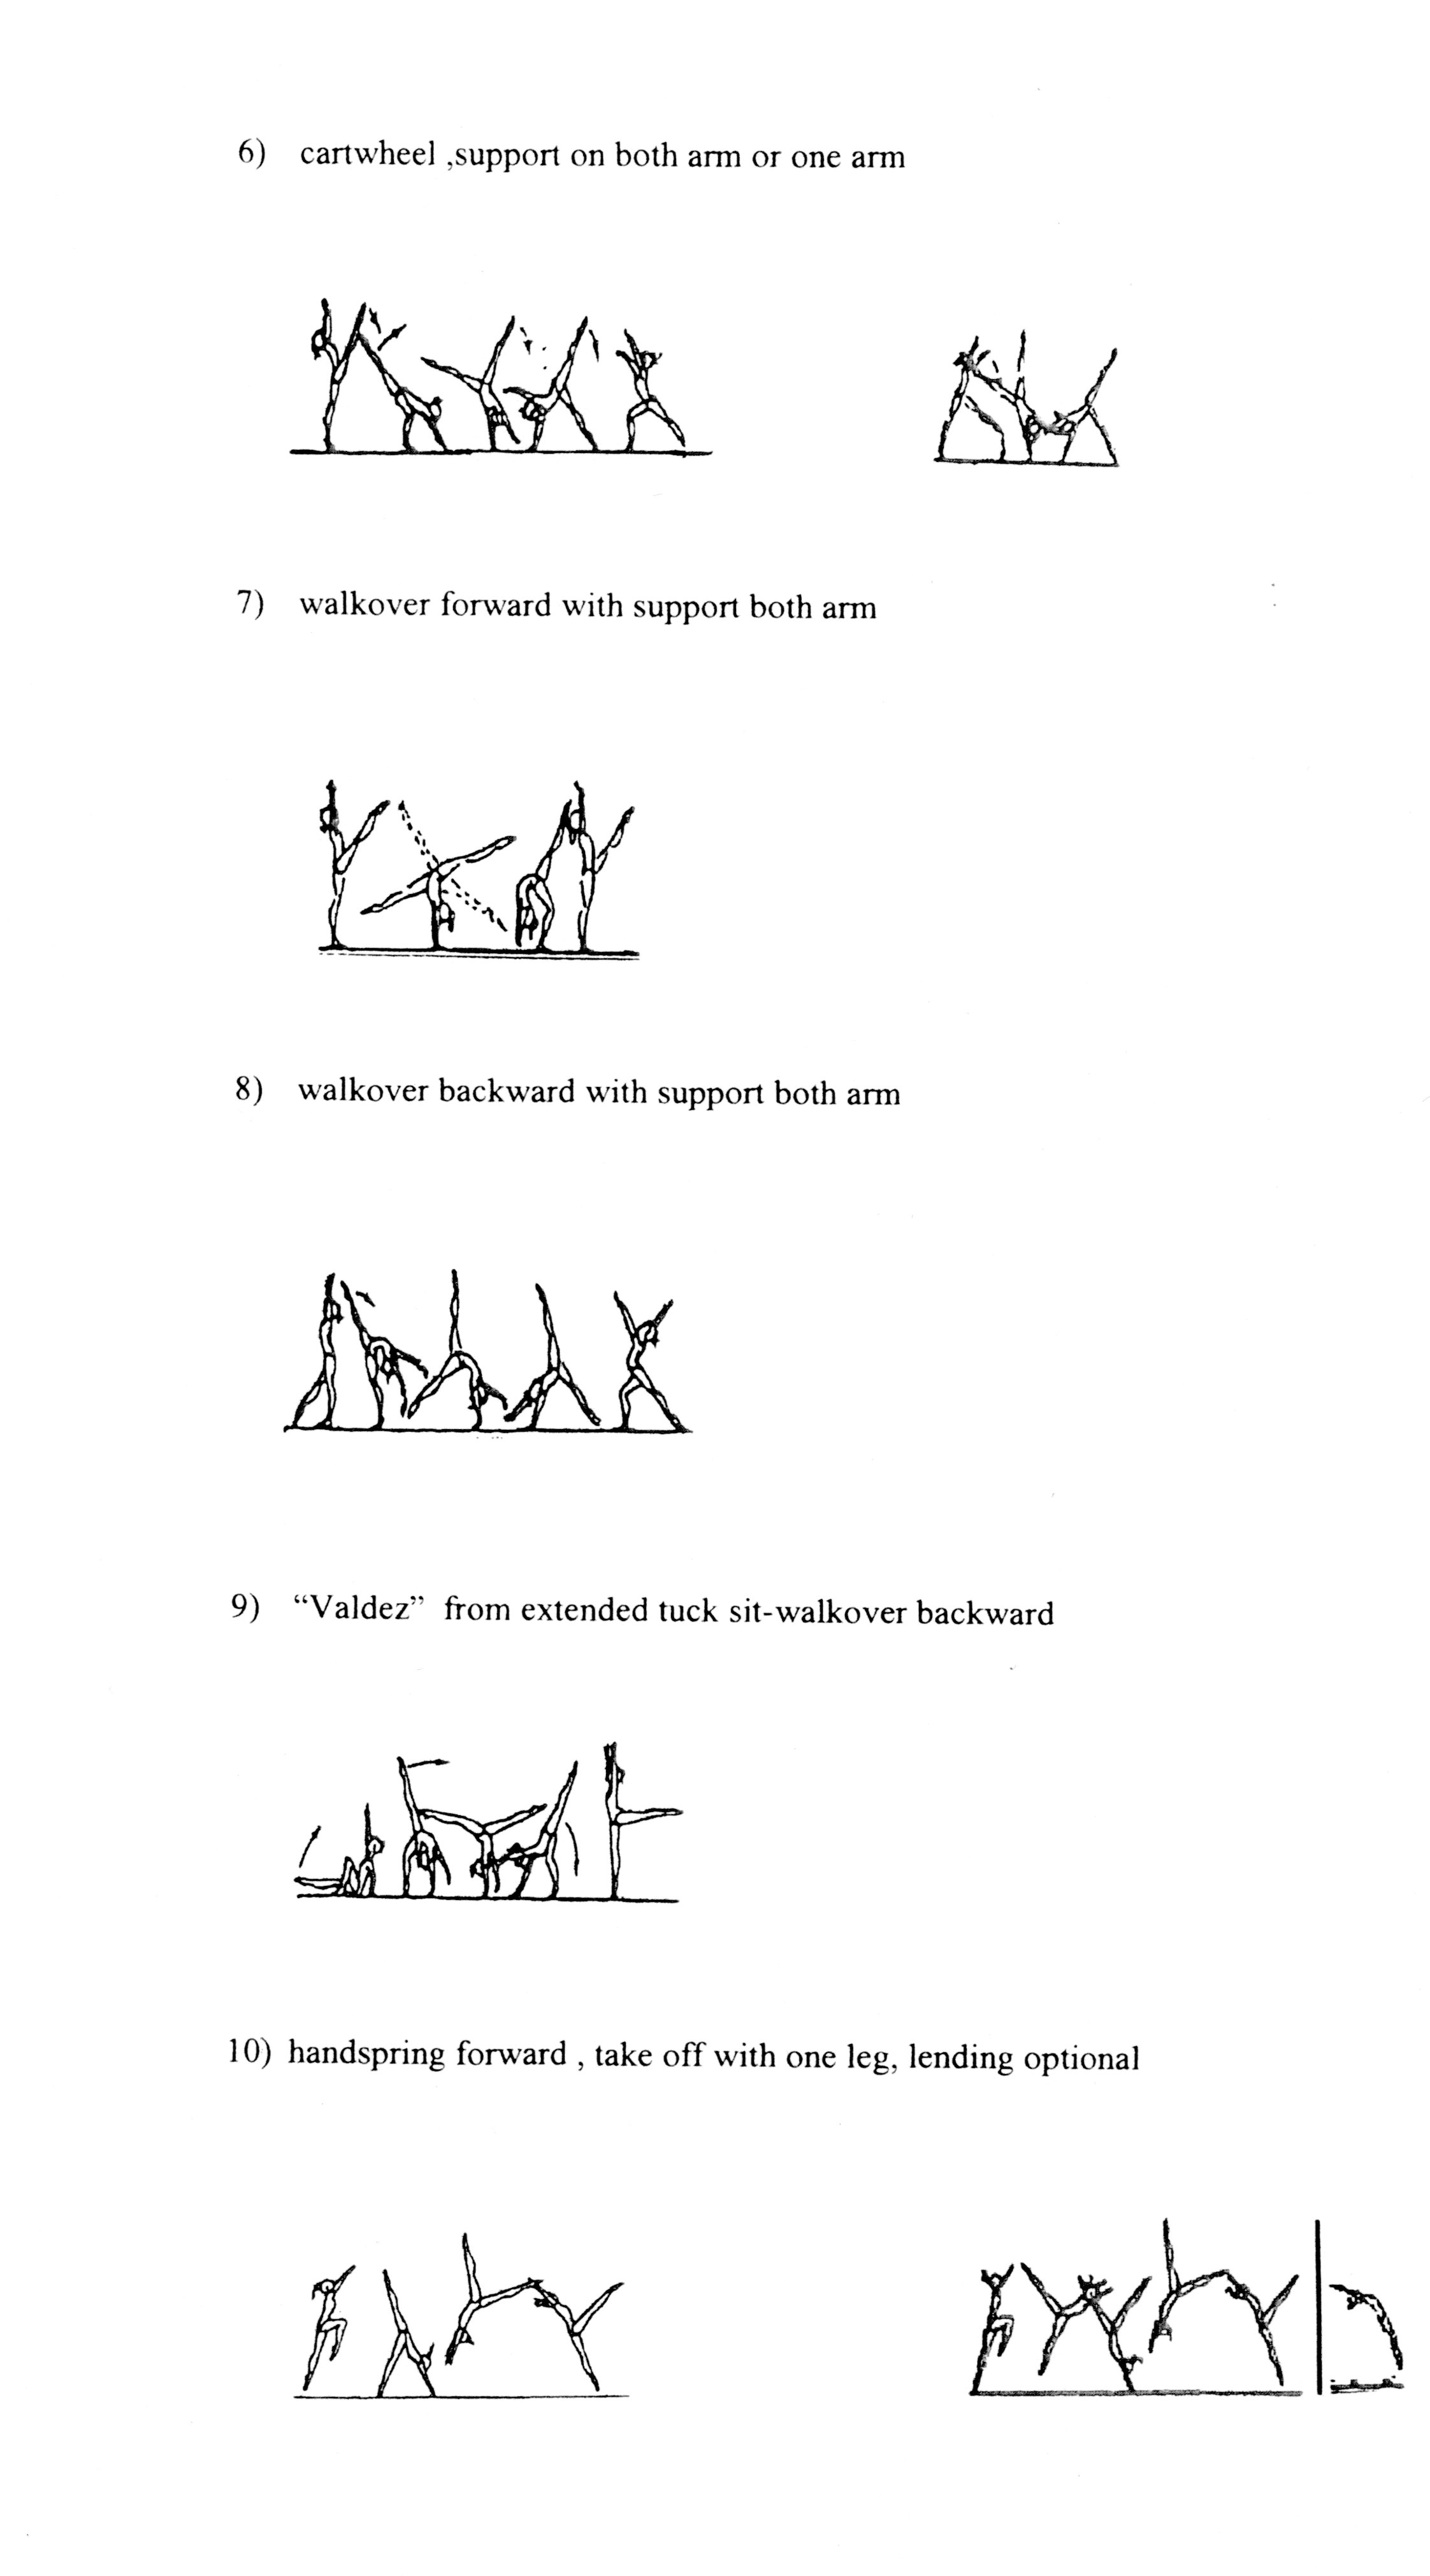 6) cartwheel ,support on both arm or one arm
7) walkover forward with support both arm
8) walkover backward with support both arm
9) “Valdez” from extended tuck sit-walkover backward
10) handspring forward , take off with one leg, lending optional